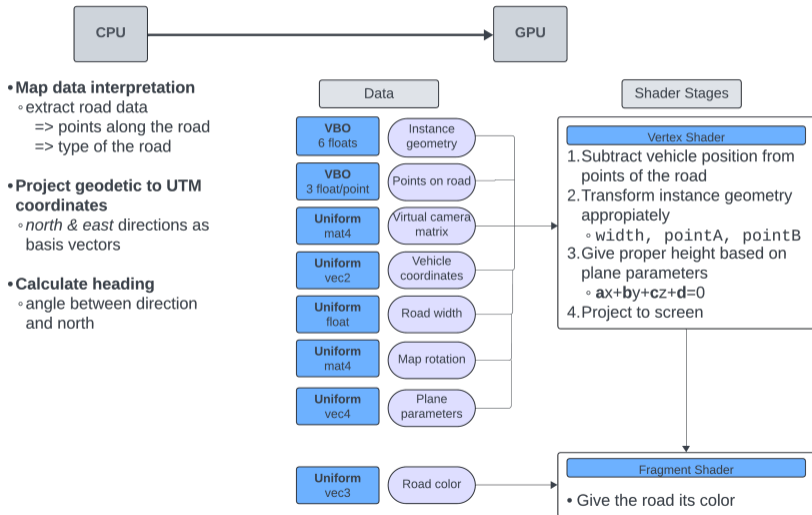 CPU
GPU
• Map data interpretation
◦ extract road data
=> points along the road
=> type of the road
• Project geodetic to UTM
coordinates
◦ north & east directions as
basis vectors
• Calculate heading
◦ angle between direction
and north
Data
VBO
6 floats
Instance
geometry
VBO
3 float/point
Points on road
Uniform
mat4
Virtual camera
matrix
Uniform
vec2
Vehicle
coordinates
Uniform
float
Road width
Uniform
mat4
Map rotation
Uniform
vec4
Plane
parameters
Uniform
vec3
Road color
Shader Stages
Vertex Shader
1. Subtract vehicle position from
points of the road
2. Transform instance geometry
appropiately
◦ width, pointA, pointB
3. Give proper height based on
plane parameters
◦ ax+by+cz+d=0
4. Project to screen
Fragment Shader
• Give the road its color